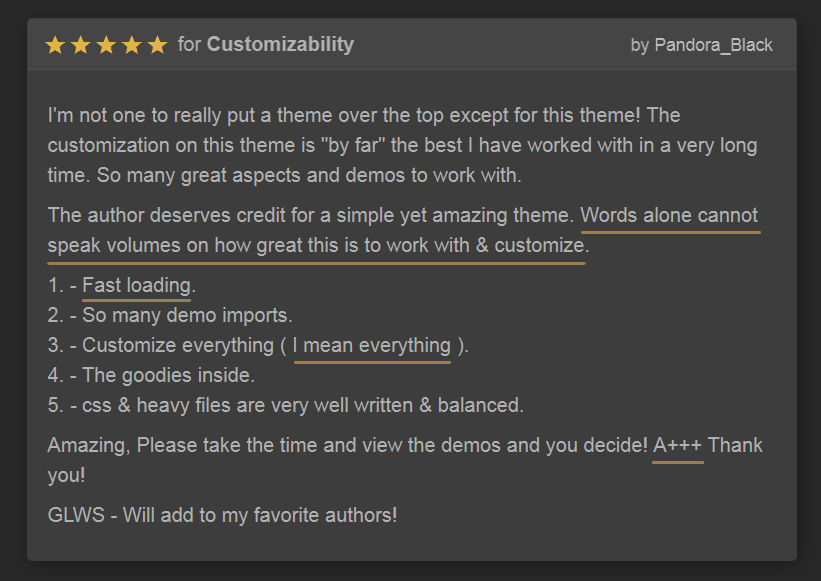 for Customizability by Pandora_Black
I'm not one to really put a theme over the top except for this theme! The
customization on this theme is "by far" the best I have worked with in a very long
time. So many great aspects and demos to work with.
The author deserves credit for a simple yet amazing theme. Words alone cannot
speak volumes on how great this is to work with & customize.
1. - Fast loading.
2. - So many demo imports.
3. - Customize everything ( I mean everything ).
4. - The goodies inside.
5. - css & heavy files are very well written & balanced.
Amazing, Please take the time and view the demos and you decide! A+++ Thank
you!
GLWS - Will add to my favorite authors!